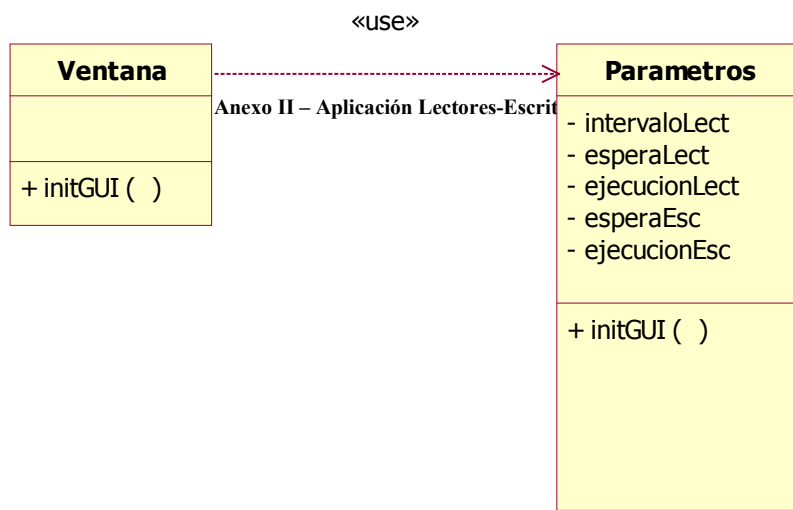 «use»
Ventana
+ initGUI ( )
Anexo II – Aplicación Lectores-Escrit
Parametros
- intervaloLect
- esperaLect
- ejecucionLect
- esperaEsc
- ejecucionEsc
+ initGUI ( )